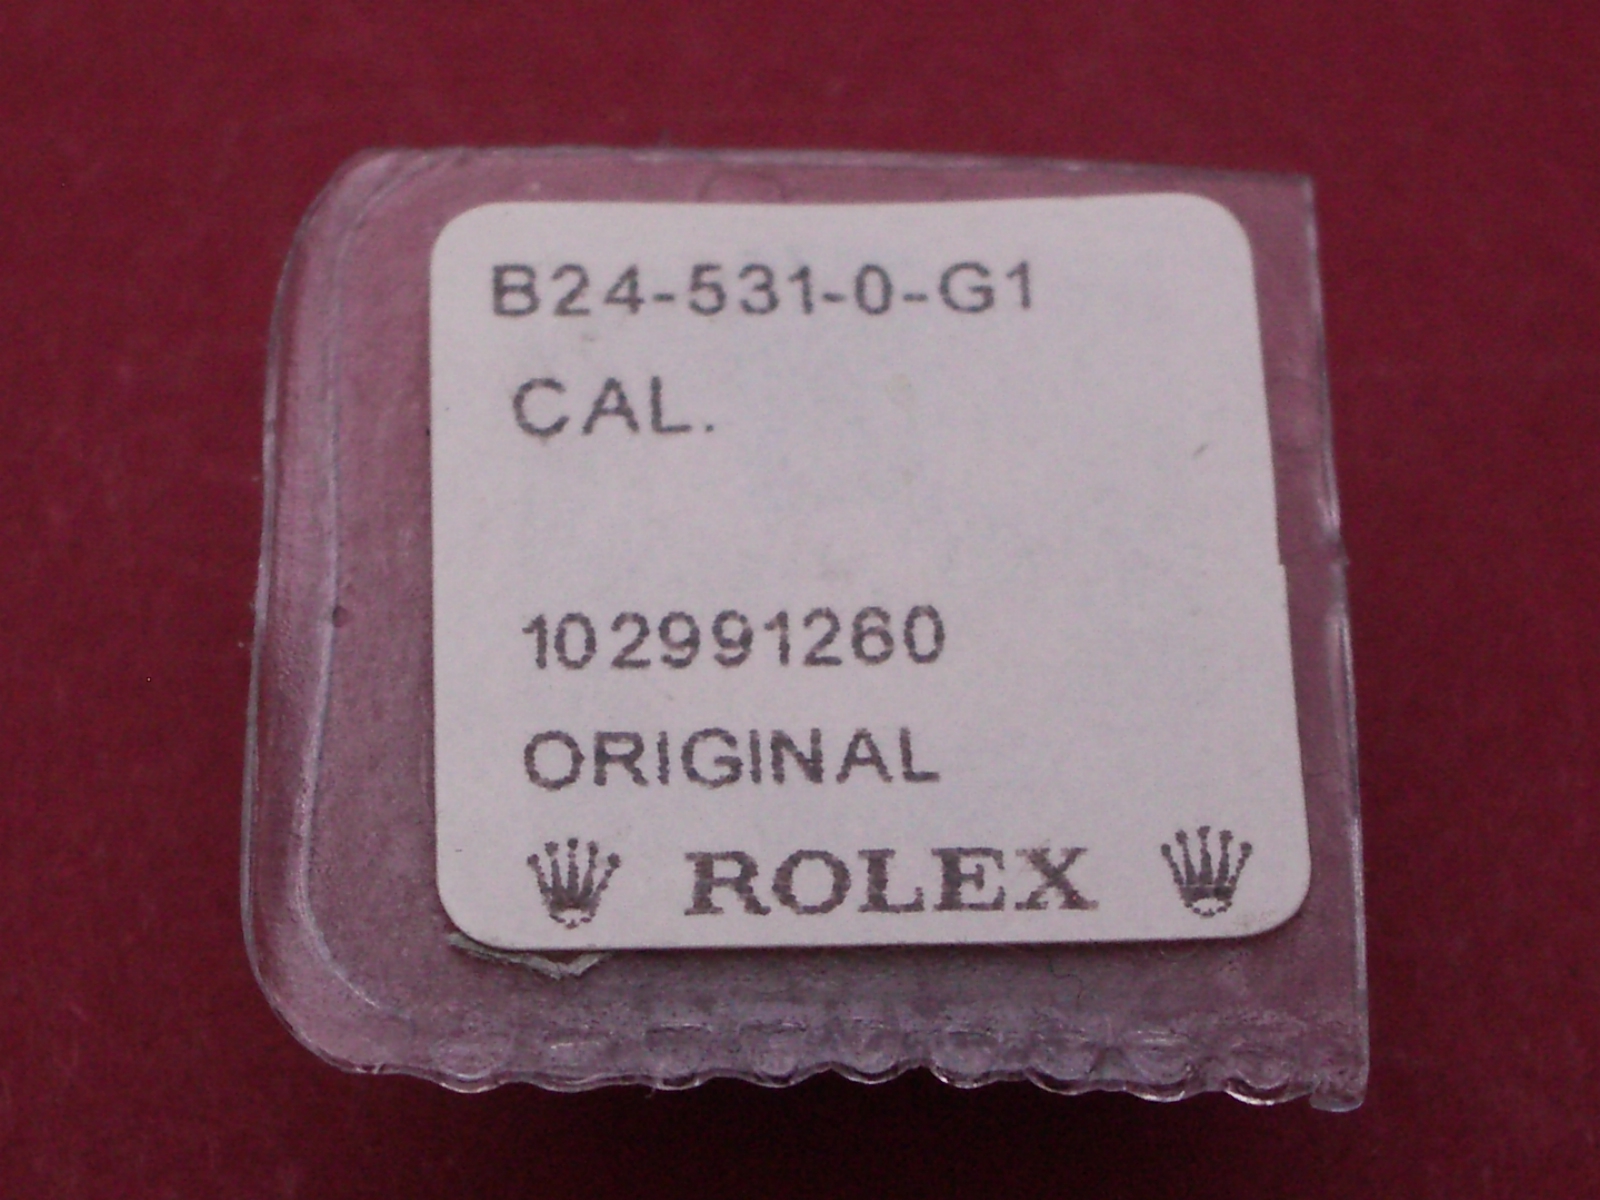 B24-531-0-G1
CAL.
102991260
ORIGINAL
ROLEX